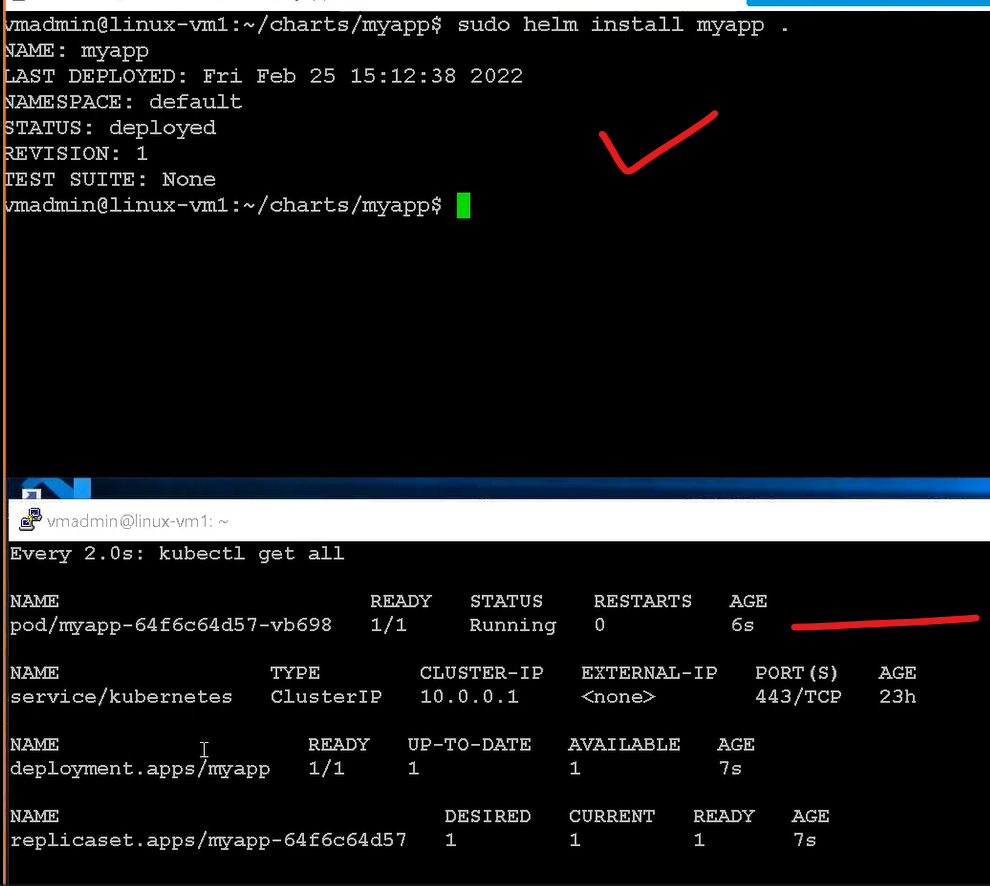 vmadmin@linux-vm1:~/charts/myapp$ sudo helm install myapp .
NAME: myapp
LAST DEPLOYED: Fri Feb 25 15:12:38 2022
NAMESPACE: default
STATUS: deployed
REVISION: 1
TEST SUITE: None
vmadmin@linux-vm1:~/charts/myapp$
vmadmin@linux-vm1: ~
Every 2.0s: kubectl get all
NAME READY STATUS RESTARTS AGE
pod/myapp-64f6c64d57-vb698 1/1 Running 0 6s
NAME TYPE CLUSTER-IP EXTERNAL-IP PORT(S) AGE
service/kubernetes ClusterIP 10.0.0.1 <none> 443/TCP 23h
NAME READY UP-TO-DATE AVAILABLE AGE
deployment.apps/myapp 1/1 1 1 7s
NAME DESIRED CURRENT READY AGE
replicaset.apps/myapp-64f6c64d57 1 1 1 7s